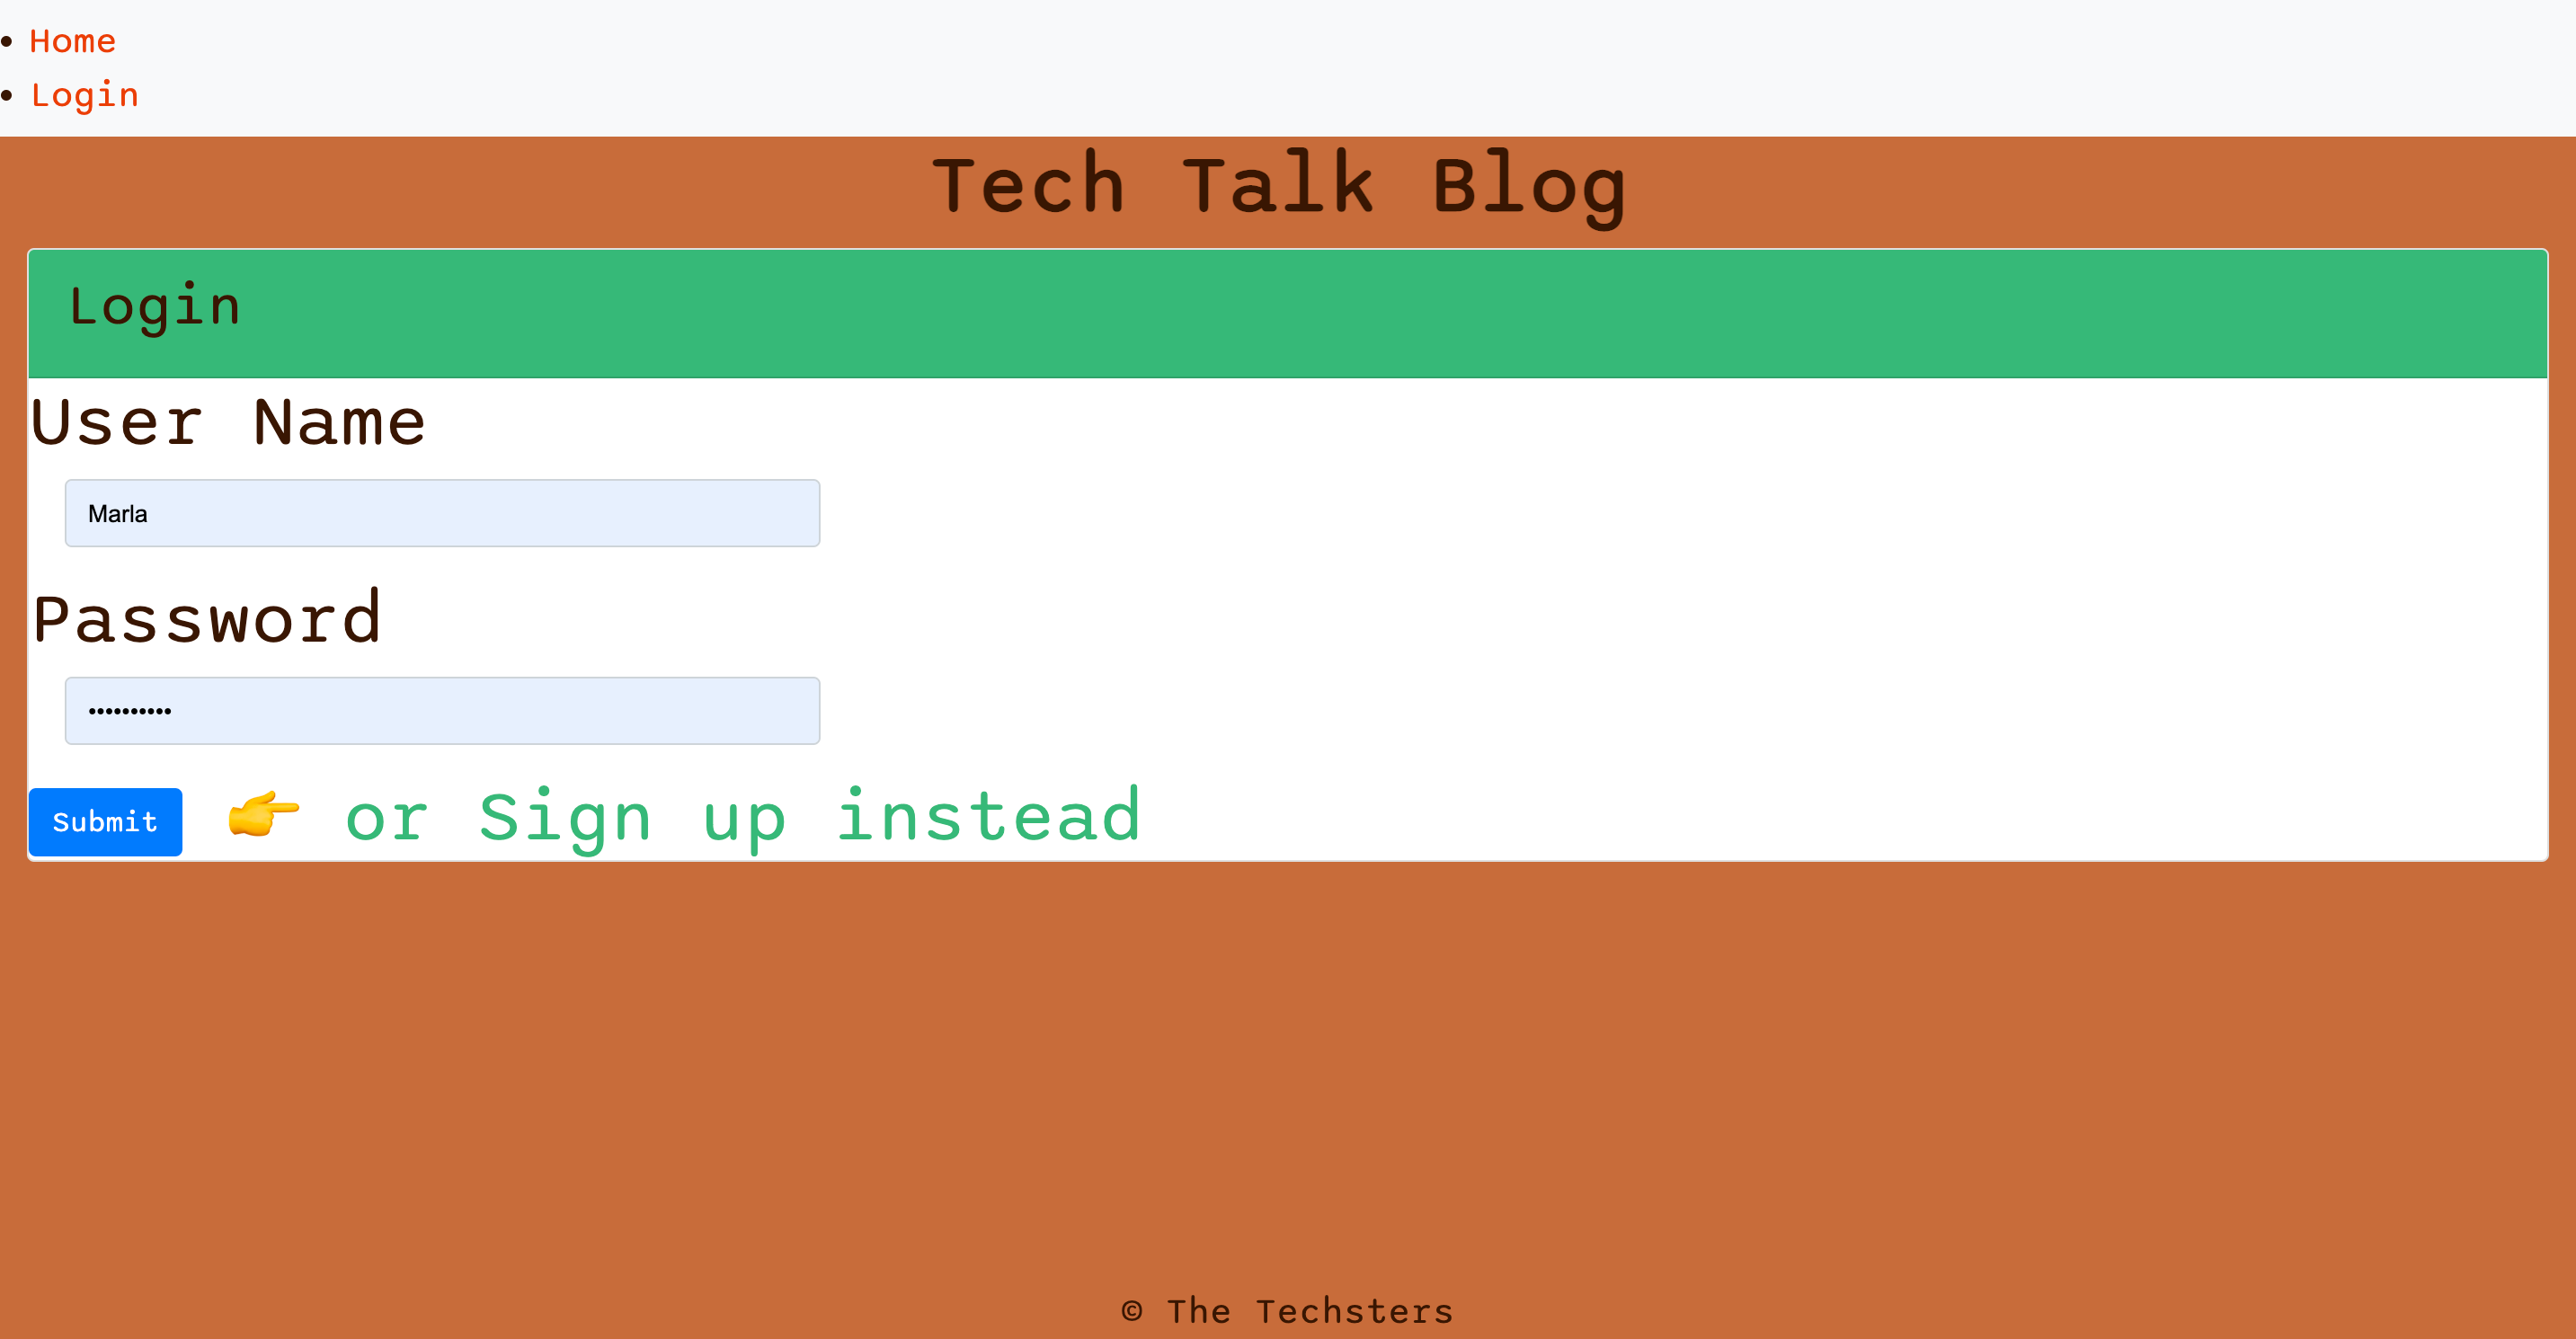 Home
Login
Tech Talk Blog
Login
User Name
Marla
Password
••••••••••
Submit 👉 or Sign up instead
© The Techsters